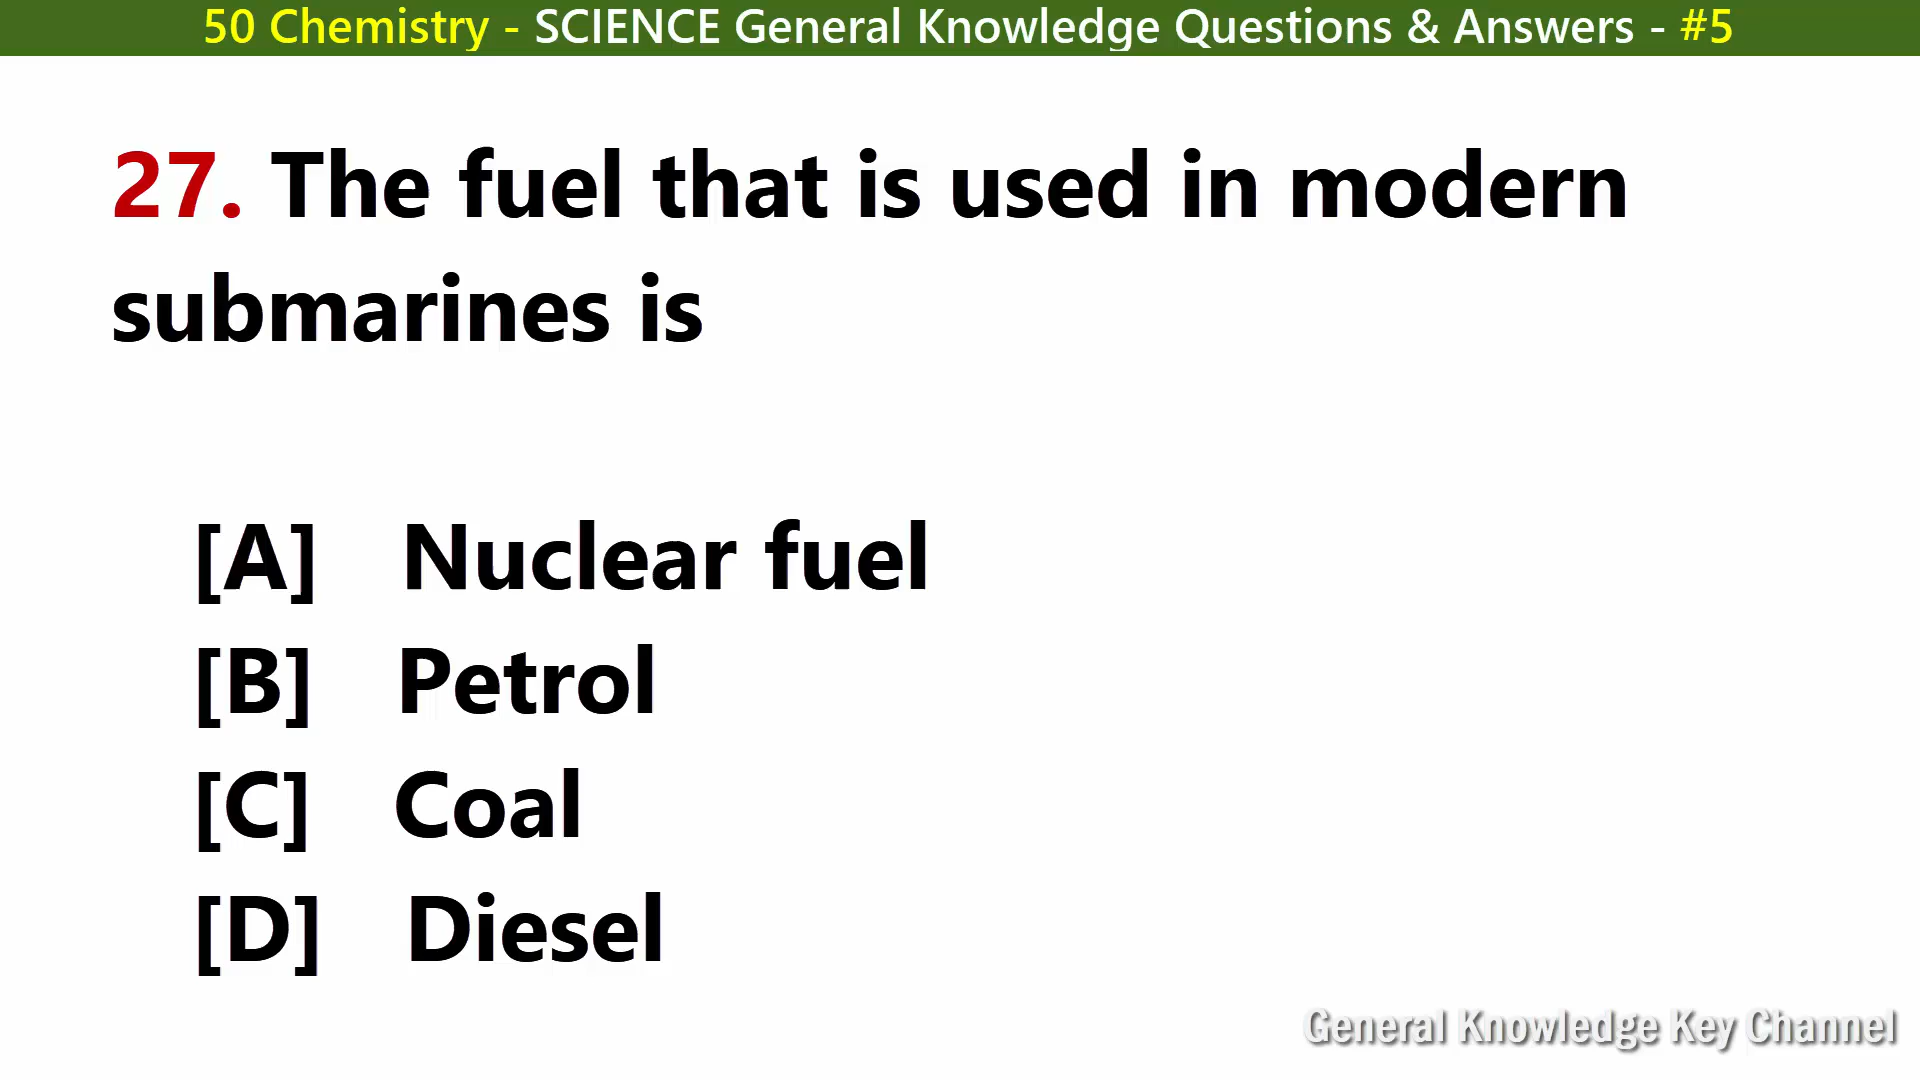 50 Chemistry - SCIENCE General Knowledge Questions & Answers - #5
27. The fuel that is used in modern
submarines is
[A] Nuclear fuel
[B] Petrol
[C] Coal
[D] Diesel
General Knowledge Key Channel